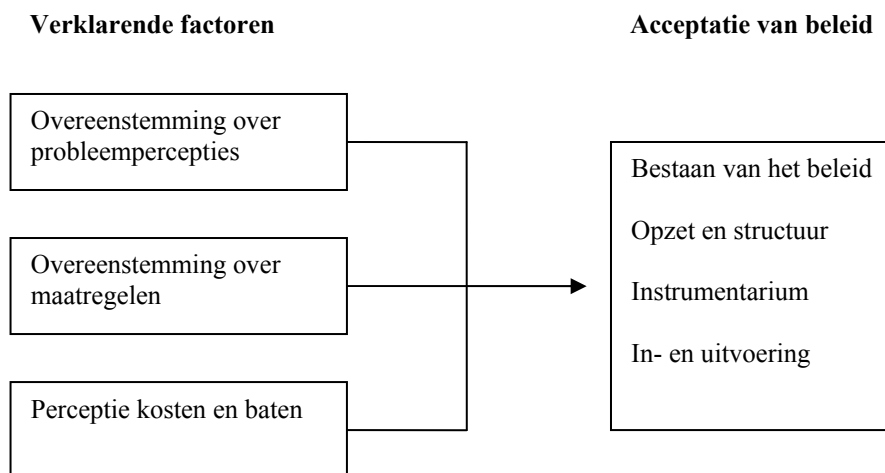 Verklarende factoren
Acceptatie van beleid
Overeenstemming over
probleempercepties
Overeenstemming over
maatregelen
Perceptie kosten en baten
Bestaan van het beleid
Opzet en structuur
Instrumentarium
In- en uitvoering